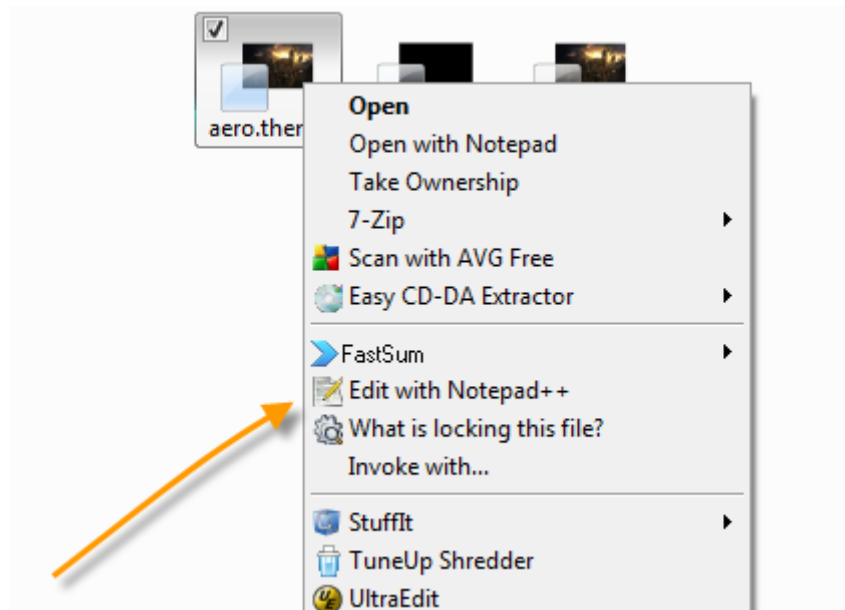 aero.ther
Open
Open with Notepad
Take Ownership
7-Zip
Scan with AVG Free
Easy CD-DA Extractor
FastSum
Edit with Notepad++
What is locking this file?
Invoke with...
StuffIt
TuneUp Shredder
UltraEdit